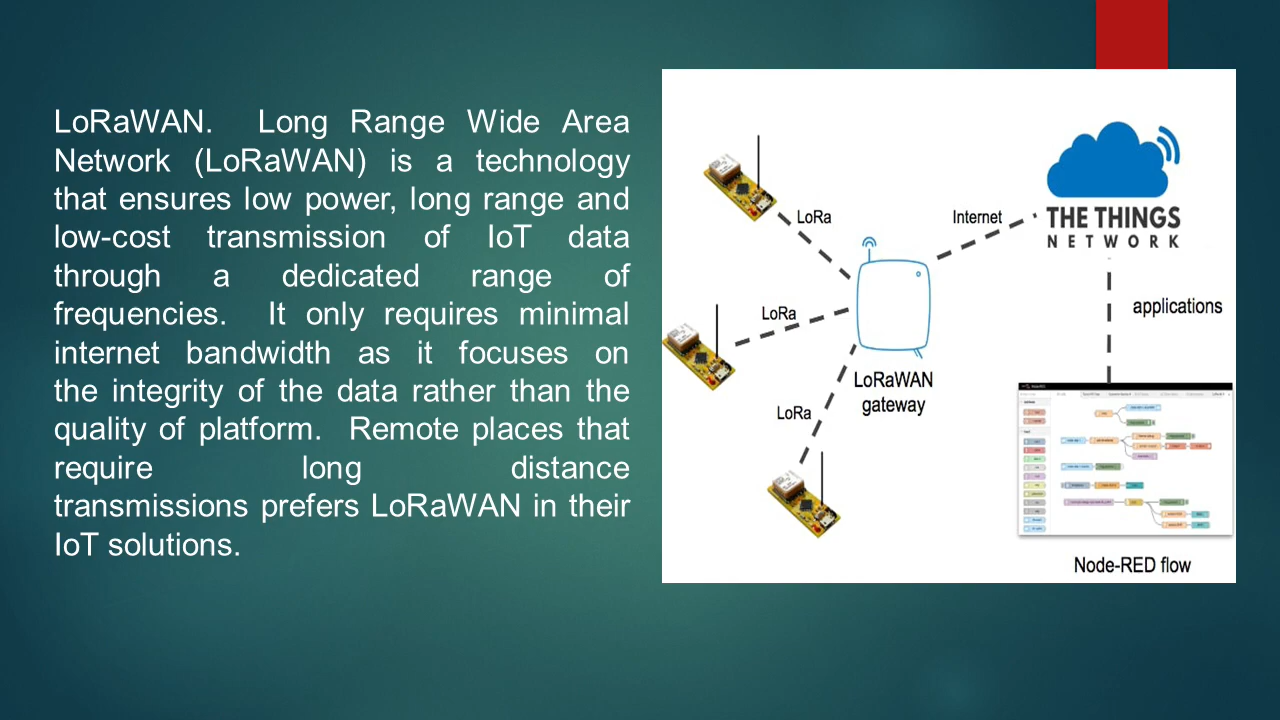 LoRaWAN. Long Range Wide Area
Network (LoRaWAN) is a technology
that ensures low power, long range and
low-cost transmission of IoT data
through a dedicated range of
frequencies. It only requires minimal
internet bandwidth as it focuses on
the integrity of the data rather than the
quality of platform. Remote places that
require long distance
transmissions prefers LoRaWAN in their
IoT solutions.
LoRa
Internet
THE THINGS
NETWORK
LoRa
applications
LoRaWAN
gateway
LoRa
Node-RED flow